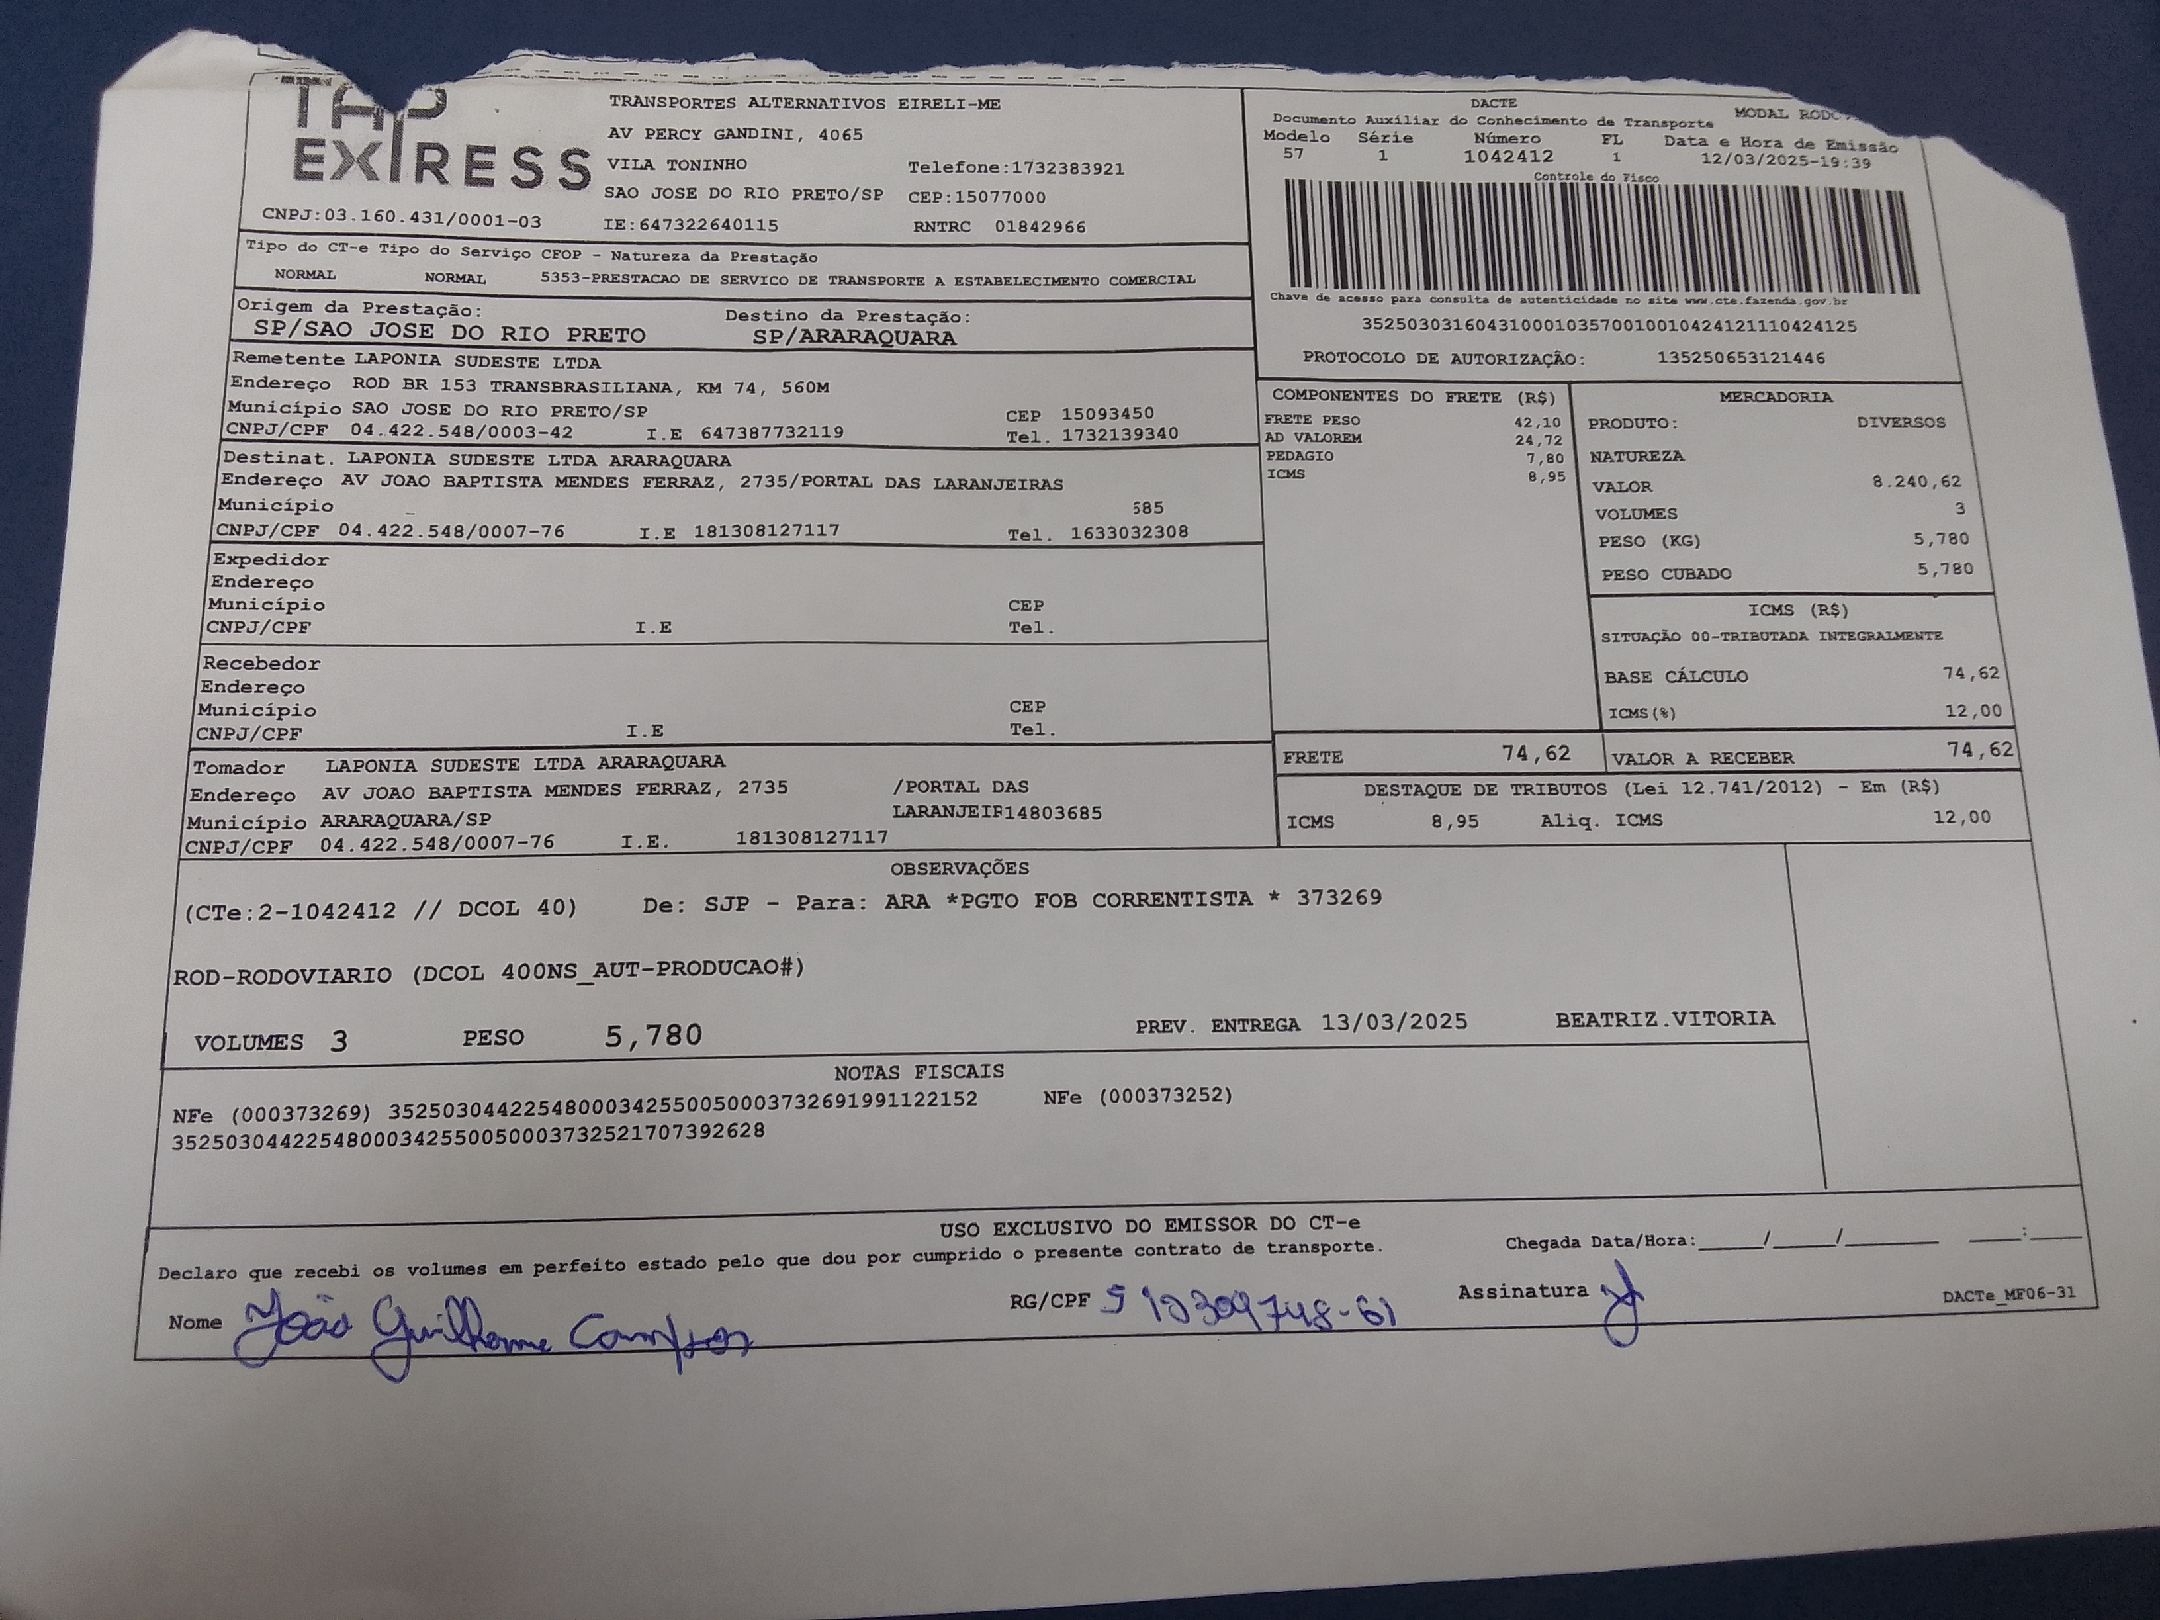 TAP
EXPRESS
TRANSPORTES ALTERNATIVOS EIRELI-ME
AV PERCY GANDINI, 4065
VILA TONINHO Telefone:1732383921
SAO JOSE DO RIO PRETO/SP CEP:15077000
CNPJ:03.160.431/0001-03 IE:647322640115 RNTRC 01842966
DACTE
Documento Auxiliar do Conhecimento de Transporte MODAL
Modelo Série Número FL Data e Hora de Emissão
57 1 1042412 1 12/03/2025-19:39
Controle do Fisco
Chave de acesso para consulta de autenticidade no site www.cte.fazenda.gov.br
35250303160431000103570010010424121110424125
PROTOCOLO DE AUTORIZAÇÃO: 135250653121446
Tipo do CT-e Tipo do Serviço CFOP - Natureza da Prestação
NORMAL NORMAL 5353-PRESTACAO DE SERVICO DE TRANSPORTE A ESTABELECIMENTO COMERCIAL
Origem da Prestação: Destino da Prestação:
SP/SAO JOSE DO RIO PRETO SP/ARARAQUARA
Remetente LAPONIA SUDESTE LTDA
Endereço ROD BR 153 TRANSBRASILIANA, KM 74, 560M
Município SAO JOSE DO RIO PRETO/SP CEP 15093450
CNPJ/CPF 04.422.548/0003-42 I.E 647387732119 Tel. 1732139340
Destinat. LAPONIA SUDESTE LTDA ARARAQUARA
Endereço AV JOAO BAPTISTA MENDES FERRAZ, 2735/PORTAL DAS LARANJEIRAS
Município 685
CNPJ/CPF 04.422.548/0007-76 I.E 181308127117 Tel. 1633032308
Expedidor
Endereço
Município CEP
CNPJ/CPF I.E Tel.
Recebedor
Endereço
Município CEP
CNPJ/CPF I.E Tel.
Tomador LAPONIA SUDESTE LTDA ARARAQUARA
Endereço AV JOAO BAPTISTA MENDES FERRAZ, 2735 /PORTAL DAS
Município ARARAQUARA/SP LARANJEIR14803685
CNPJ/CPF 04.422.548/0007-76 I.E. 181308127117
COMPONENTES DO FRETE (R$)
FRETE PESO 42,10
AD VALOREM 24,72
PEDAGIO 7,80
ICMS 8,95
MERCADORIA
PRODUTO: DIVERSOS
NATUREZA
VALOR 8.240,62
VOLUMES 3
PESO (KG) 5,780
PESO CUBADO 5,780
ICMS (R$)
SITUAÇÃO 00-TRIBUTADA INTEGRALMENTE
BASE CÁLCULO 74,62
ICMS(%) 12,00
FRETE 74,62 VALOR A RECEBER 74,62
DESTAQUE DE TRIBUTOS (Lei 12.741/2012) - Em (R$)
ICMS 8,95 Aliq. ICMS 12,00
OBSERVAÇÕES
(CTe:2-1042412 // DCOL 40) De: SJP - Para: ARA *PGTO FOB CORRENTISTA * 373269
ROD-RODOVIARIO (DCOL 400NS_AUT-PRODUCAO#)
VOLUMES 3 PESO 5,780 PREV. ENTREGA 13/03/2025 BEATRIZ.VITORIA
NOTAS FISCAIS
NFe (000373269) 35250304422548000342550050003732691991122152 NFe (000373252)
35250304422548000342550050003732521707392628
USO EXCLUSIVO DO EMISSOR DO CT-e
Declaro que recebi os volumes em perfeito estado pelo que dou por cumprido o presente contrato de transporte. Chegada Data/Hora:_____/_____/________ ____:____
Nome João Guilherme Campos RG/CPF Assinatura
DACTe_MF06-31